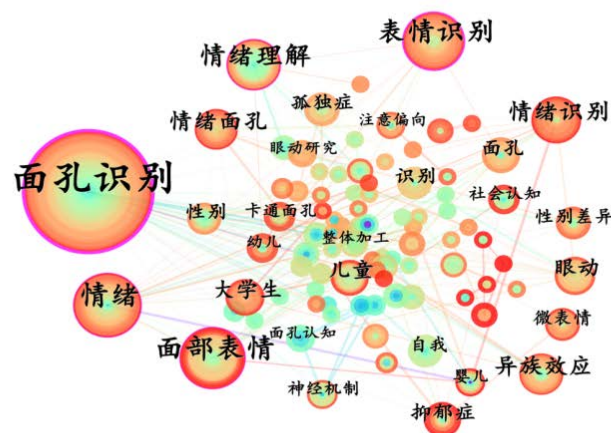 表情识别
情绪理解
孤独症
情绪识别
情绪面孔
注意偏向
眼动研究
面孔
面孔识别
识别
社会认知
性别
卡通面孔
性别差异
幼儿
整体加工
儿童
眼动
情绪
大学生
微表情
面部表情
面孔认知
自我
异族效应
婴儿
神经机制
抑郁症